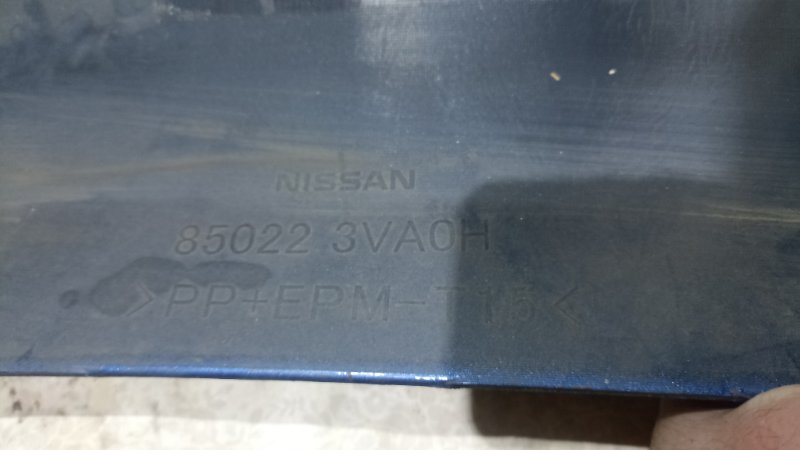 NISSAN
85022 3VA0H
>PP+EPM-T15<